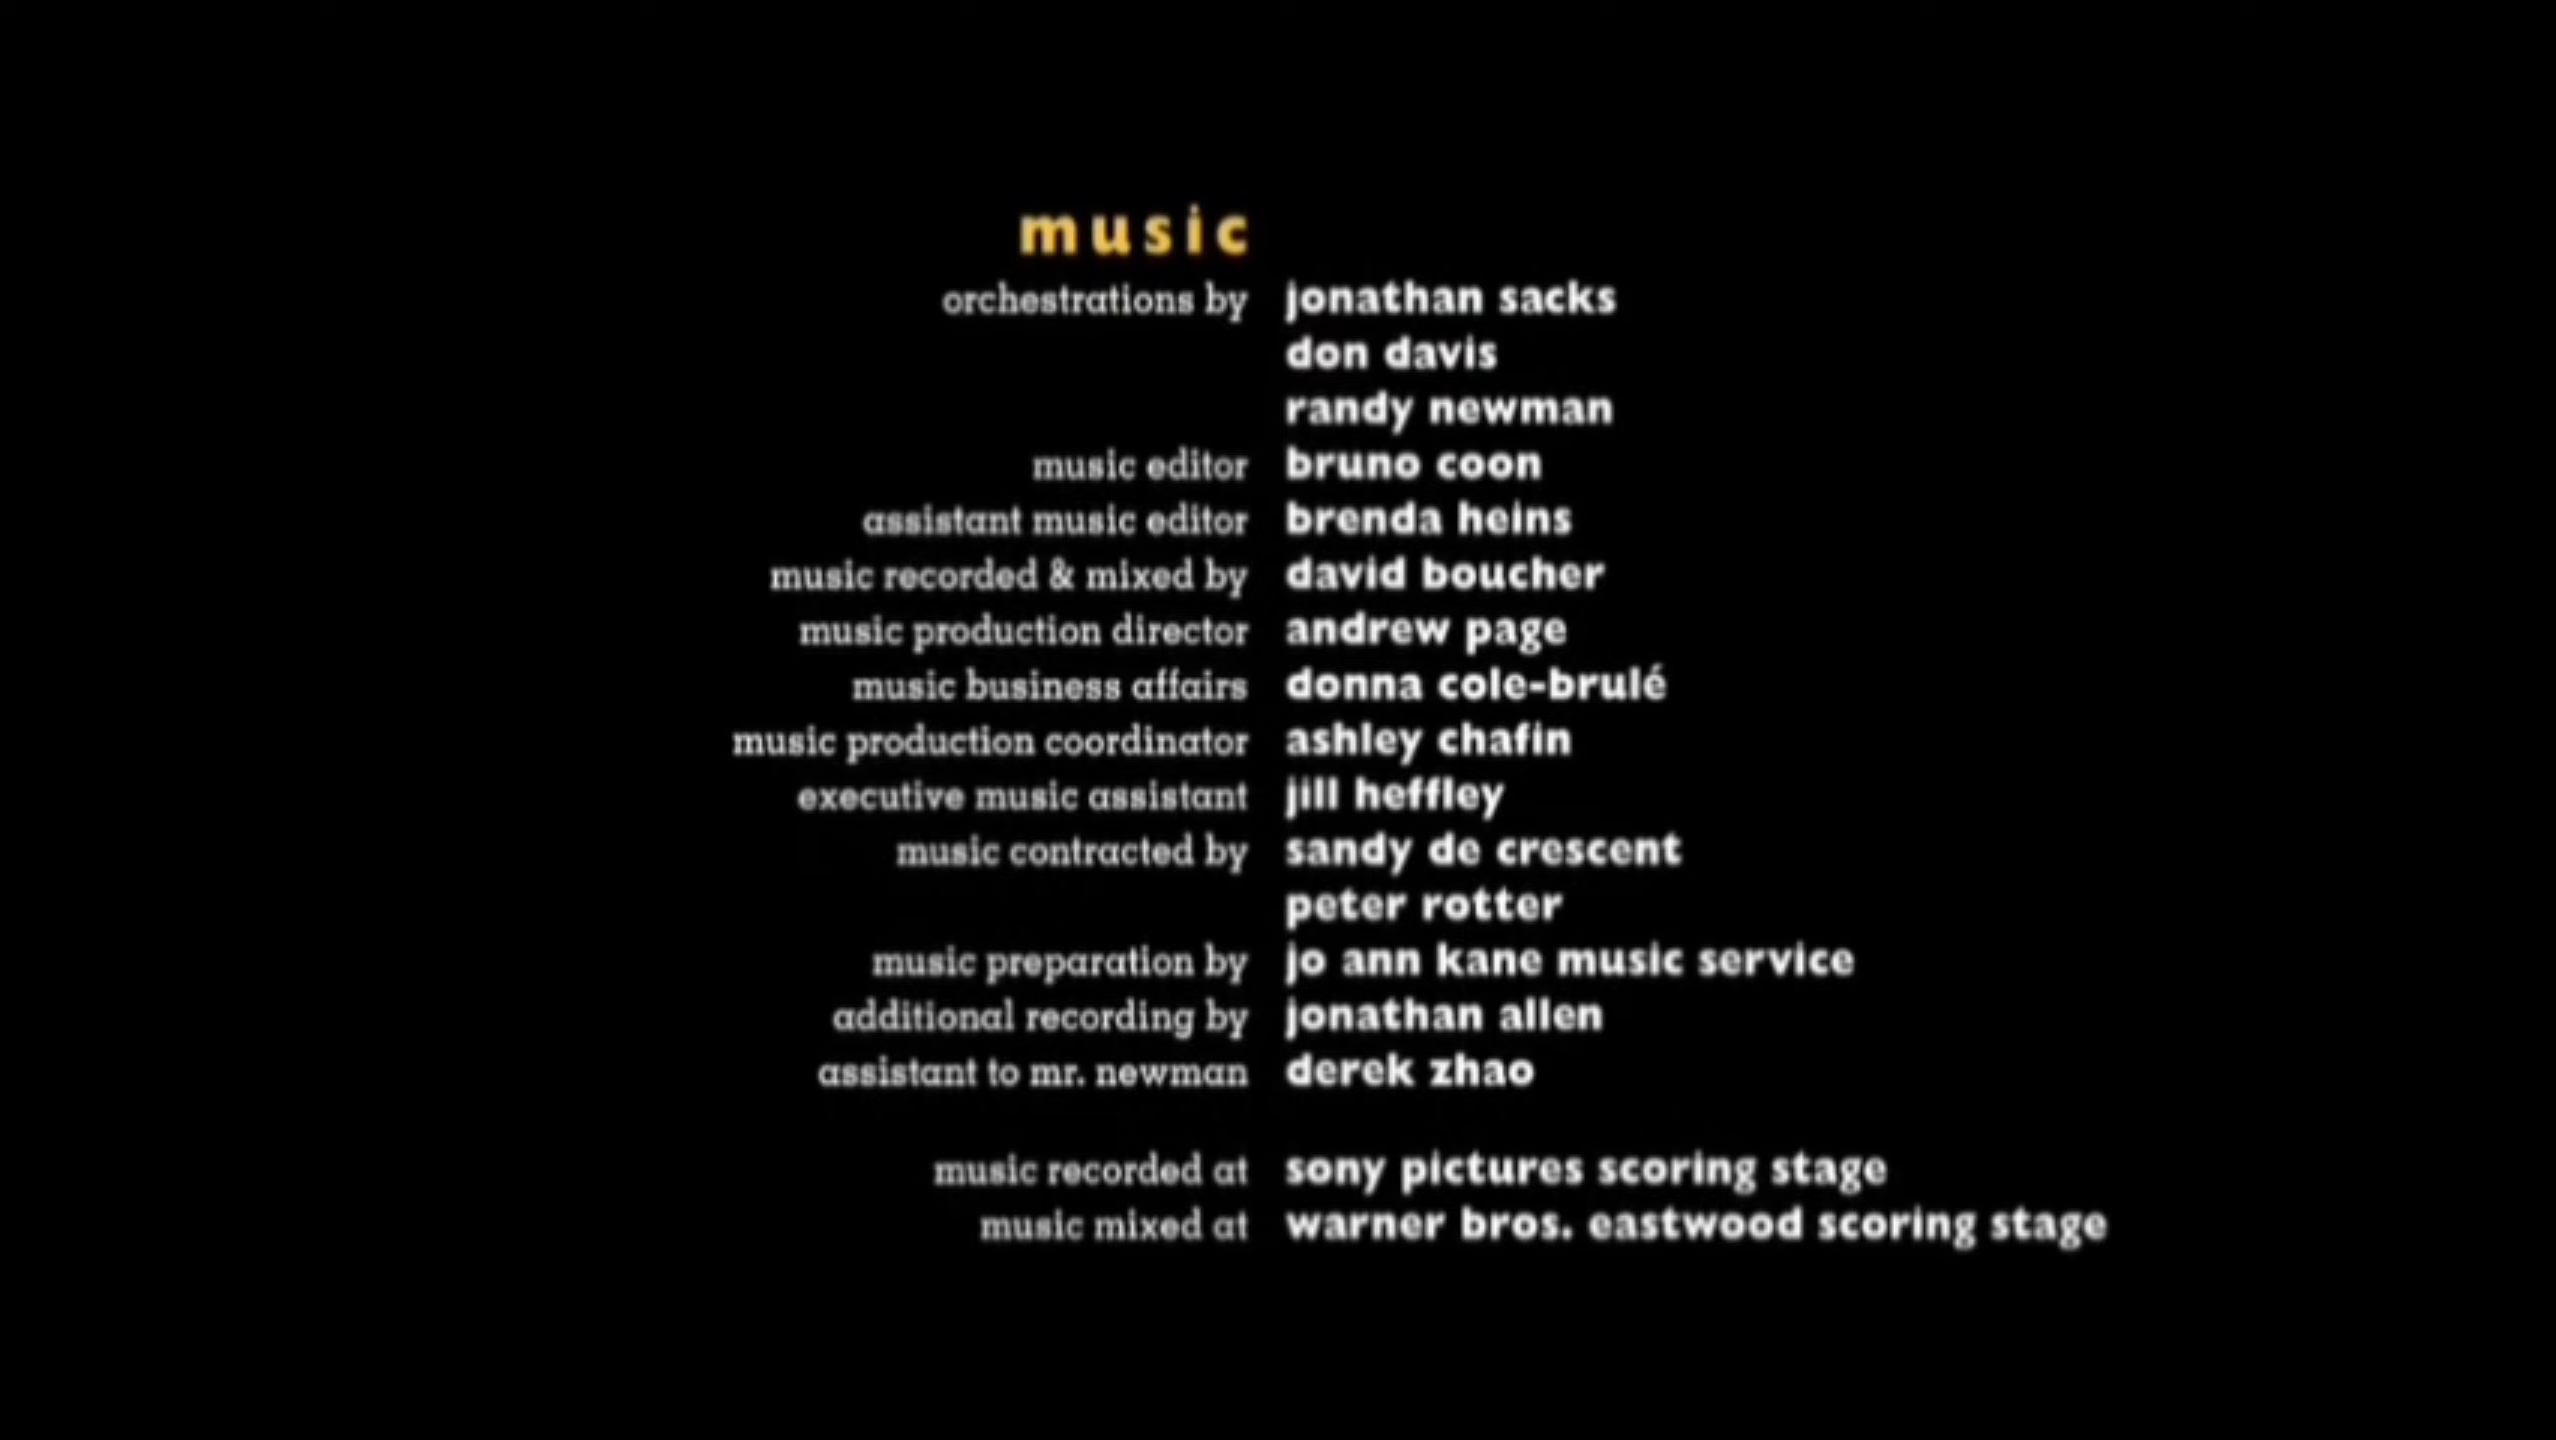 music
orchestrations by jonathan sacks
don davis
randy newman
music editor bruno coon
assistant music editor brenda heins
music recorded & mixed by david boucher
music production director andrew page
music business affairs donna cole-brulé
music production coordinator ashley chafin
executive music assistant jill heffley
music contracted by sandy de crescent
peter rotter
music preparation by jo ann kane music service
additional recording by jonathan allen
assistant to mr. newman derek zhao
music recorded at sony pictures scoring stage
music mixed at warner bros. eastwood scoring stage